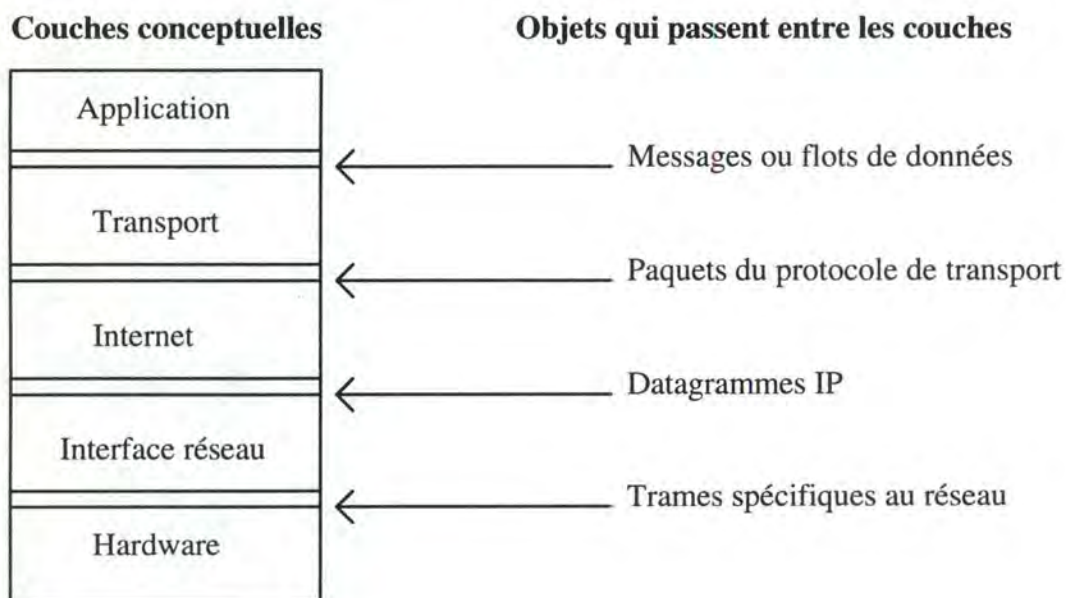 Couches conceptuelles
Objets qui passent entre les couches
Application
Messages ou flots de données
Transport
Paquets du protocole de transport
Internet
Datagrammes IP
Interface réseau
Trames spécifiques au réseau
Hardware